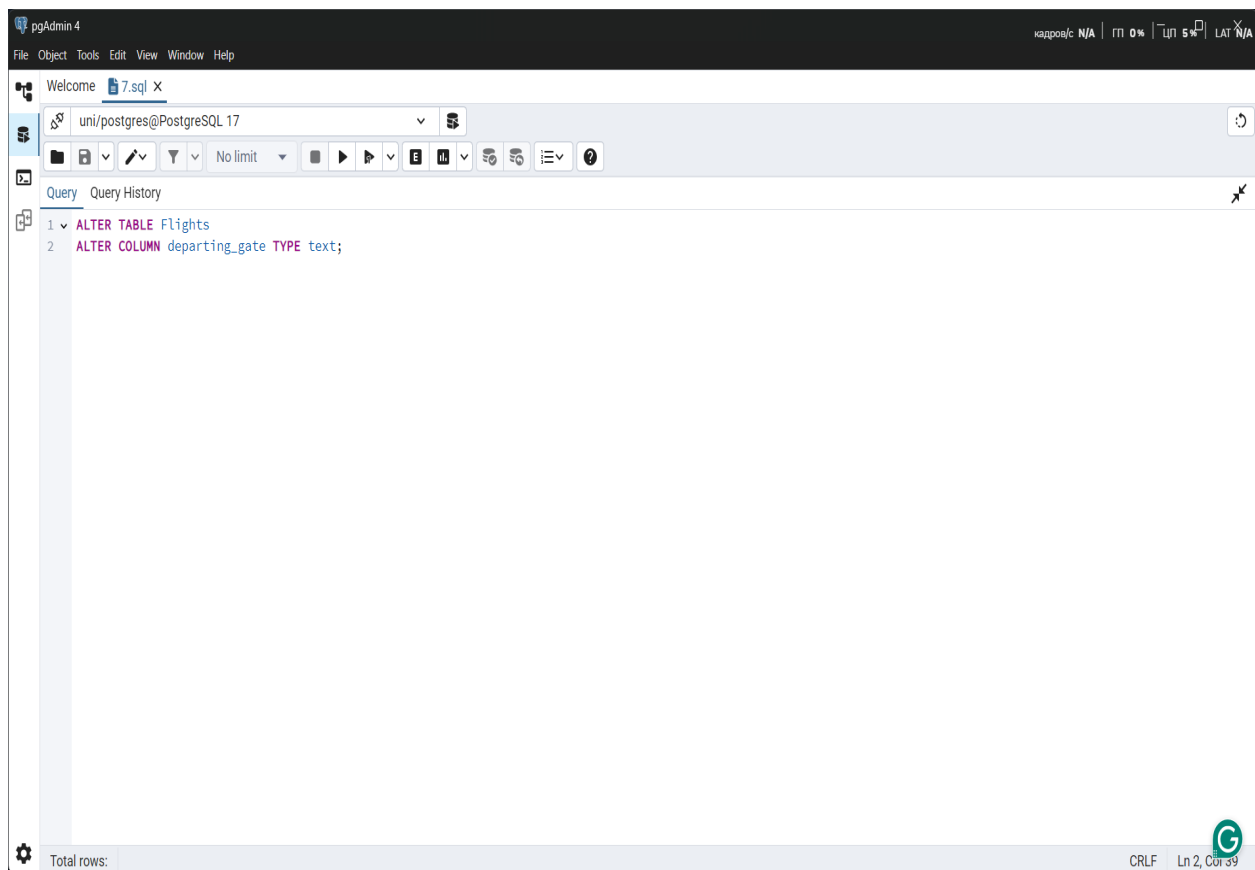 pgAdmin 4
кадров/с N/A | ГП 0% | ЦП 5% | LAT N/A
File Object Tools Edit View Window Help
Welcome 7.sql
uni/postgres@PostgreSQL 17
No limit
Query Query History
1 ALTER TABLE Flights
2 ALTER COLUMN departing_gate TYPE text;
Total rows:
CRLF Ln 2, Col 39